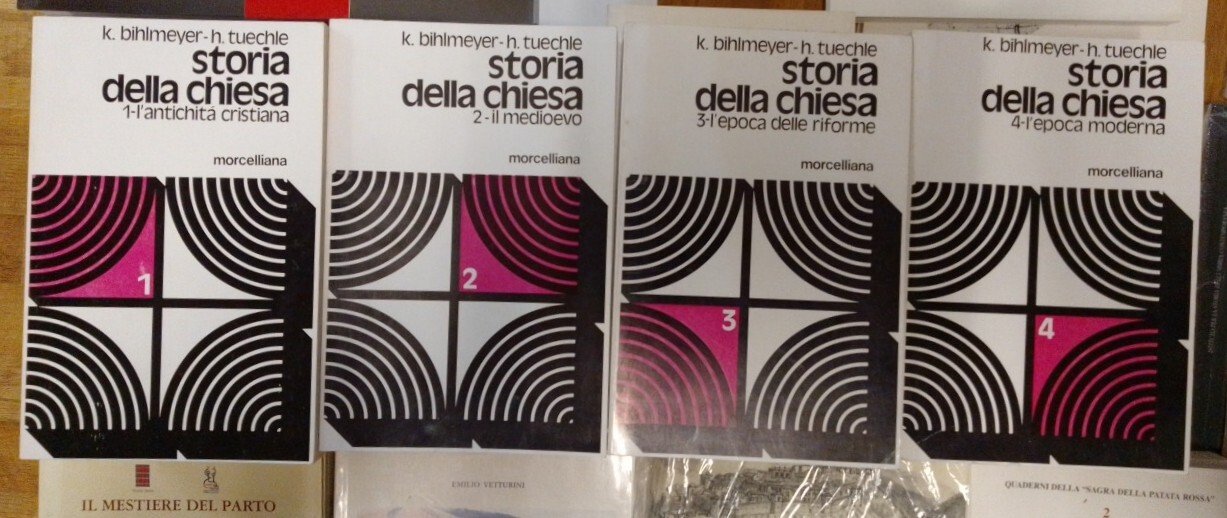 k. bihlmeyer-h. tuechle
storia
della chiesa
1-l'antichitá cristiana
morcelliana
1
k. bihlmeyer-h. tuechle
storia
della chiesa
2-il medioevo
morcelliana
2
k. bihlmeyer-h. tuechle
storia
della chiesa
3-l'epoca delle riforme
morcelliana
3
k. bihlmeyer-h. tuechle
storia
della chiesa
4-l'epoca moderna
morcelliana
4
IL MESTIERE DEL PARTO
EMILIO VETTURINI
QUADERNI DELLA "SAGRA DELLA PATATA ROSSA"
2